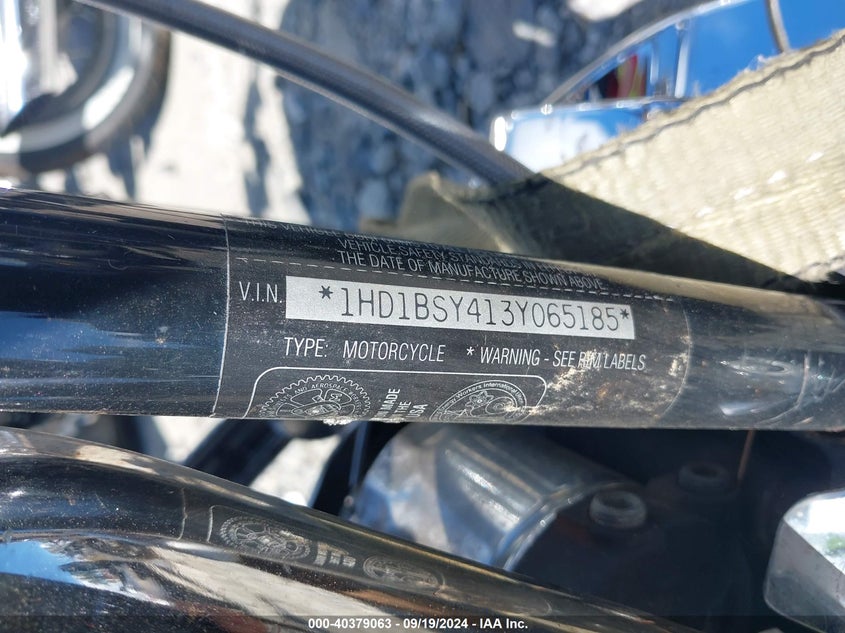 VEHICLE SAFETY STANDARDS
THE DATE OF MANUFACTURE SHOWN ABOVE.
V.I.N. *1HD1BSY413Y065185*
TYPE: MOTORCYCLE * WARNING - SEE RIM LABELS
MADE
THE
USA
000-40379063 - 09/19/2024 - IAA Inc.